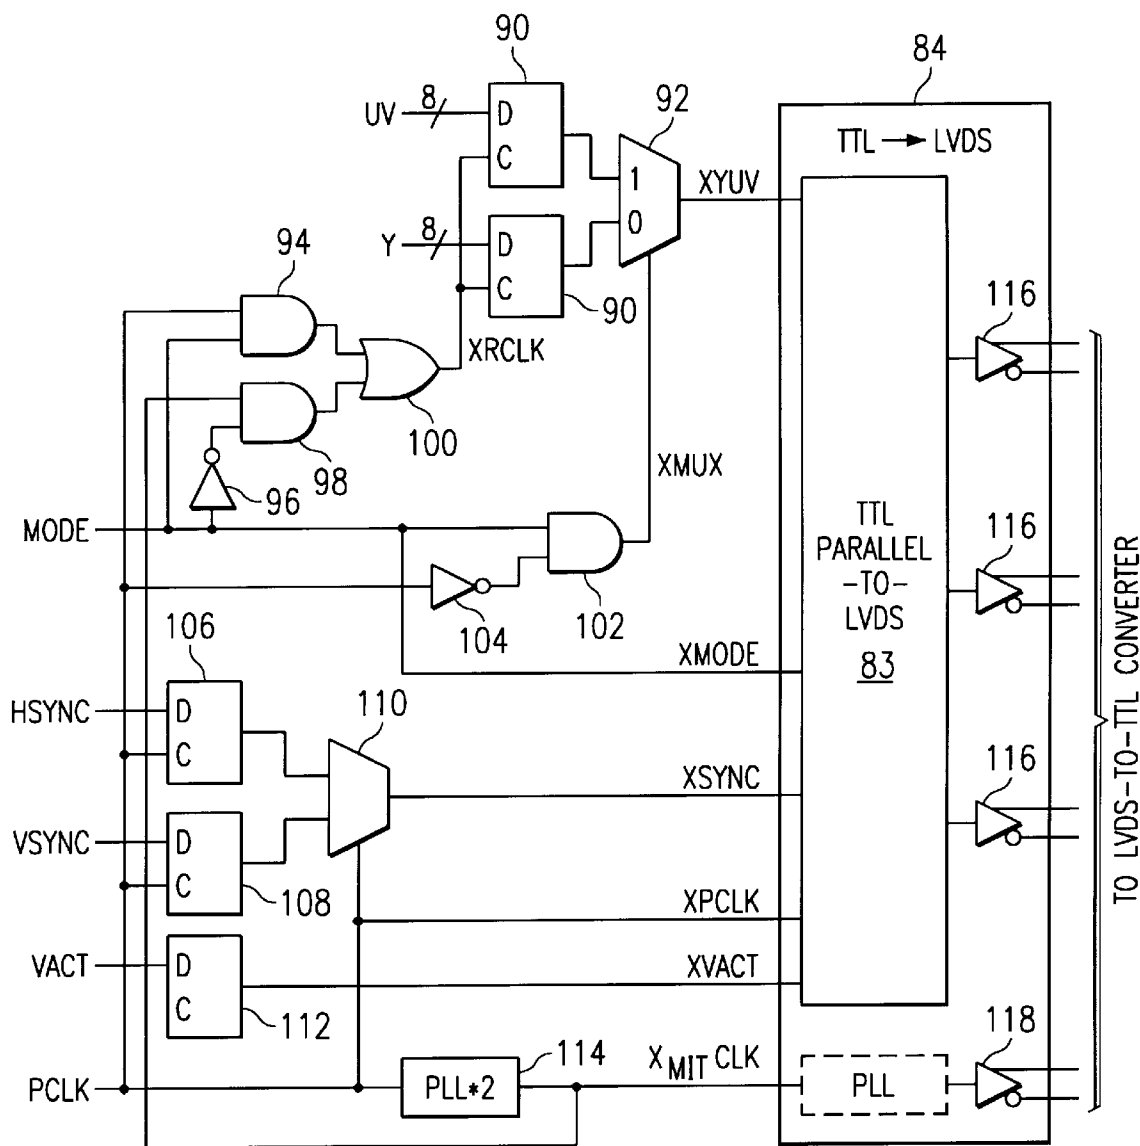 90
84
UV
8
D
C
92
TTL → LVDS
1
0
XYUV
Y
8
D
C
90
94
XRCLK
116
100
98
96
XMUX
MODE
116
104
102
TTL
PARALLEL
-TO-
LVDS
83
XMODE
106
HSYNC
D
C
110
XSYNC
116
VSYNC
D
C
108
XPCLK
VACT
D
C
112
XVACT
118
114
PCLK
PLL*2
XMITCLK
PLL
TO LVDS-TO-TTL CONVERTER